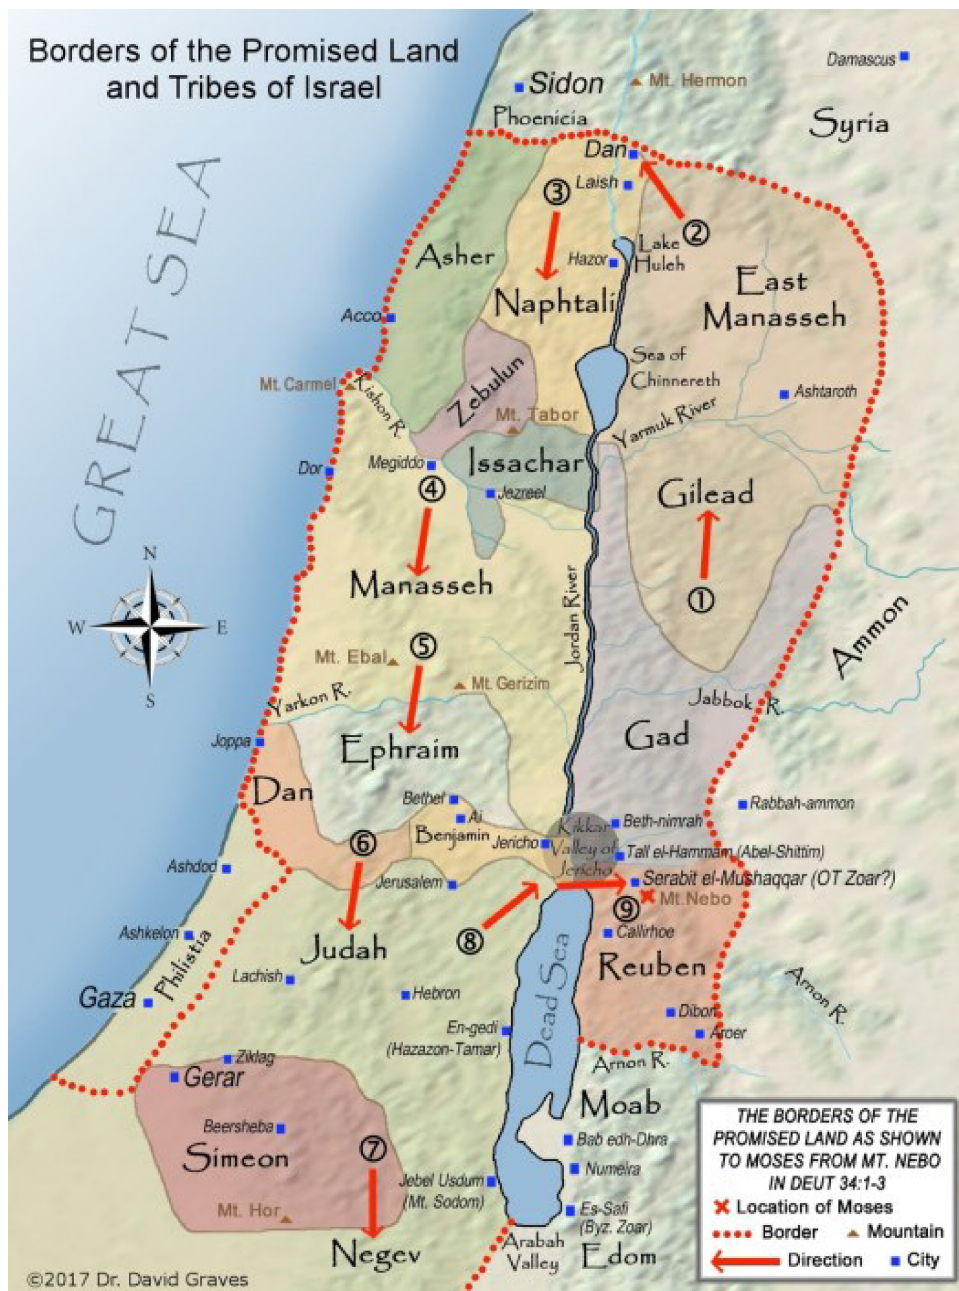 Borders of the Promised Land
and Tribes of Israel
Damascus
Sidon
Mt. Hermon
Phoenicia
Syria
Dan
Laish
③
②
Lake
Huleh
Asher
Hazor
East
Manasseh
Naphtali
GREAT SEA
Acco
Sea of
Chinnereth
Mt. Carmel
Kishon R.
Zebulun
Ashtaroth
Mt. Tabor
Yarmuk River
Dor
Megiddo
Issachar
④
Jezreel
Gilead
N
W
E
S
Manasseh
Jordan River
①
Ammon
Mt. Ebal
⑤
Mt. Gerizim
Yarkon R.
Jabbok R.
Joppa
Ephraim
Gad
Dan
Bethel
Ai
Benjamin
Rabbah-ammon
Jericho
Kikkar
Valley of
Jericho
Beth-nimrah
⑥
Tall el-Hammam (Abel-Shittim)
Ashdod
Jerusalem
Serabit el-Mushaqqar (OT Zoar?)
Mt.Nebo
⑨
Ashkelon
⑧
Callirhoe
Philistia
Judah
Reuben
Lachish
Gaza
Hebron
Dead Sea
Arnon R.
Dibon
En-gedi
(Hazazon-Tamar)
Aroer
Ziklag
Arnon R.
Gerar
Moab
Beersheba
⑦
Bab edh-Dhra
Simeon
Numeira
Jebel Usdum
(Mt. Sodom)
Mt. Hor
Es-Safi
(Byz. Zoar)
Negev
Arabah
Valley
Edom
THE BORDERS OF THE
PROMISED LAND AS SHOWN
TO MOSES FROM MT. NEBO
IN DEUT 34:1-3
Location of Moses
Border
Mountain
Direction
City
©2017 Dr. David Graves